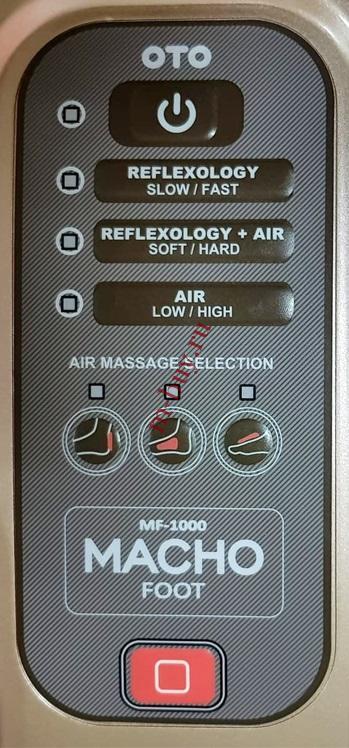 OTO
REFLEXOLOGY
SLOW / FAST
REFLEXOLOGY + AIR
SOFT / HARD
AIR
LOW / HIGH
AIR MASSAGE SELECTION
MF-1000
MACHO
FOOT